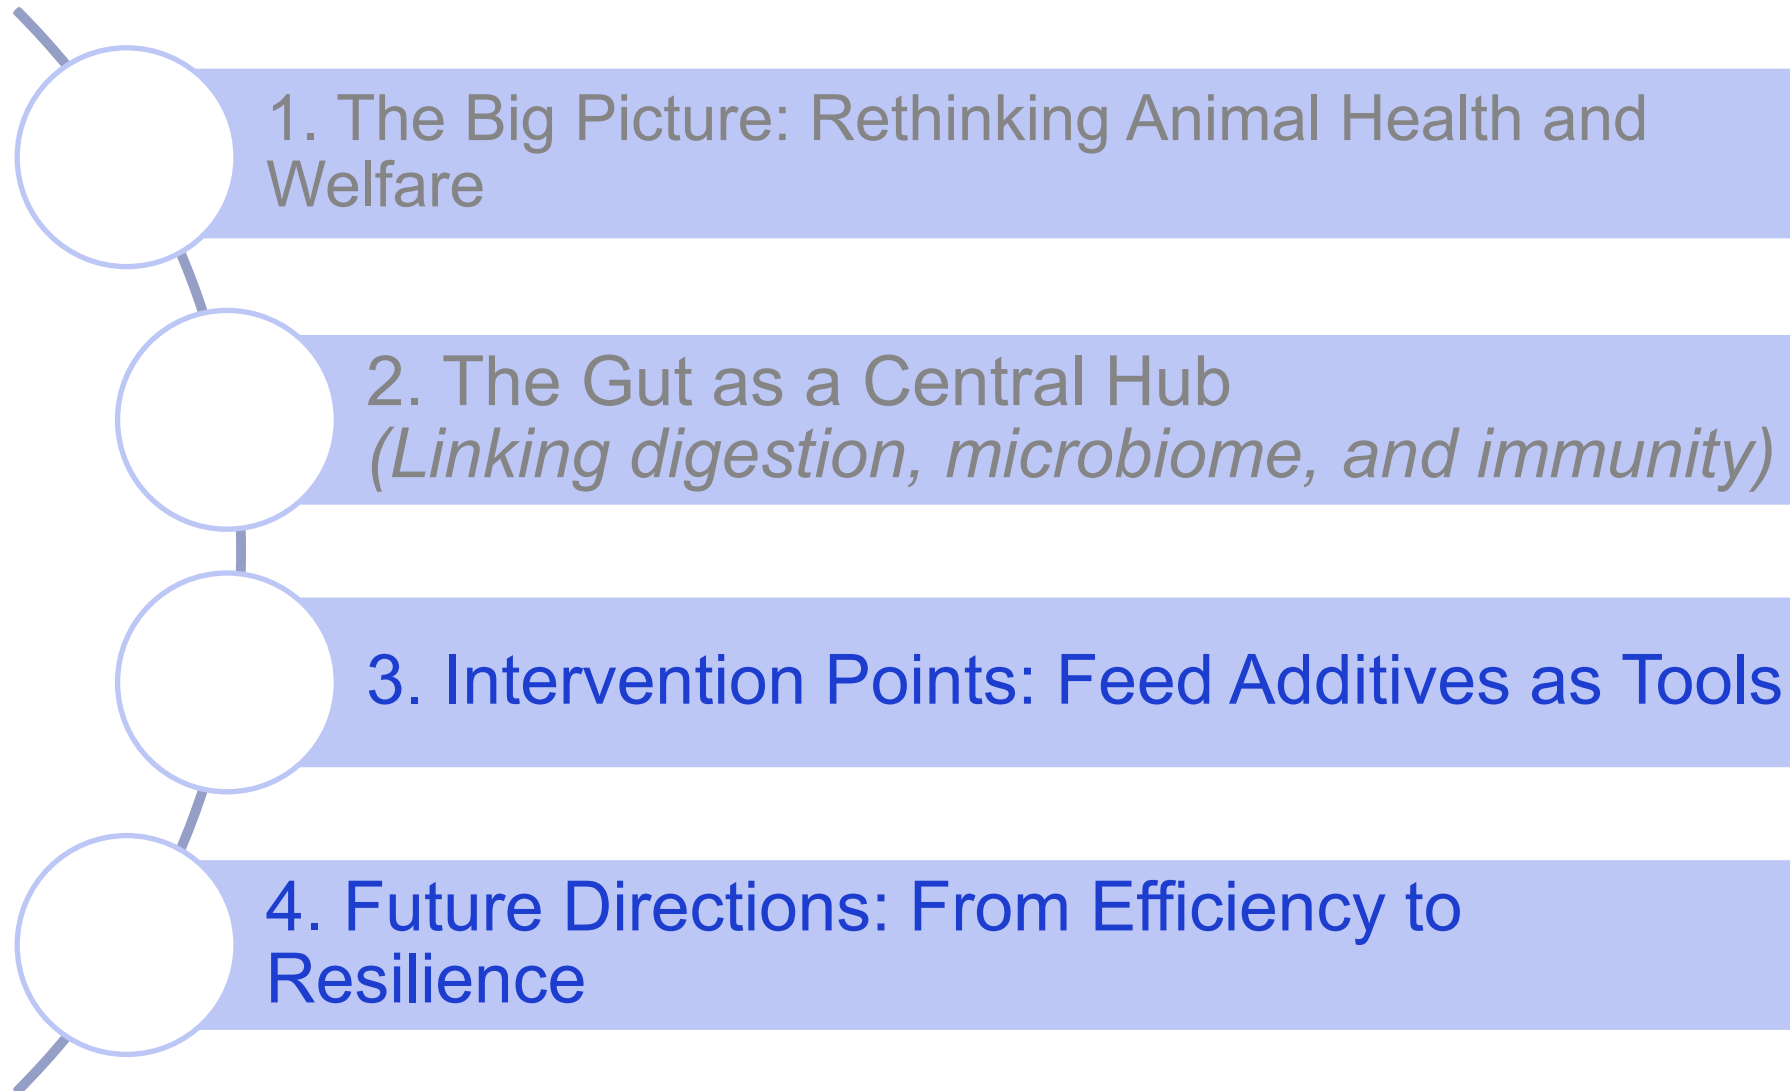 1. The Big Picture: Rethinking Animal Health and
Welfare
2. The Gut as a Central Hub
(Linking digestion, microbiome, and immunity)
3. Intervention Points: Feed Additives as Tools
4. Future Directions: From Efficiency to
Resilience